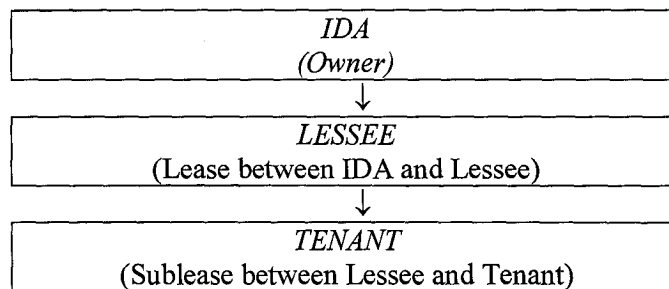 IDA
(Owner)
↓
LESSEE
(Lease between IDA and Lessee)
↓
TENANT
(Sublease between Lessee and Tenant)